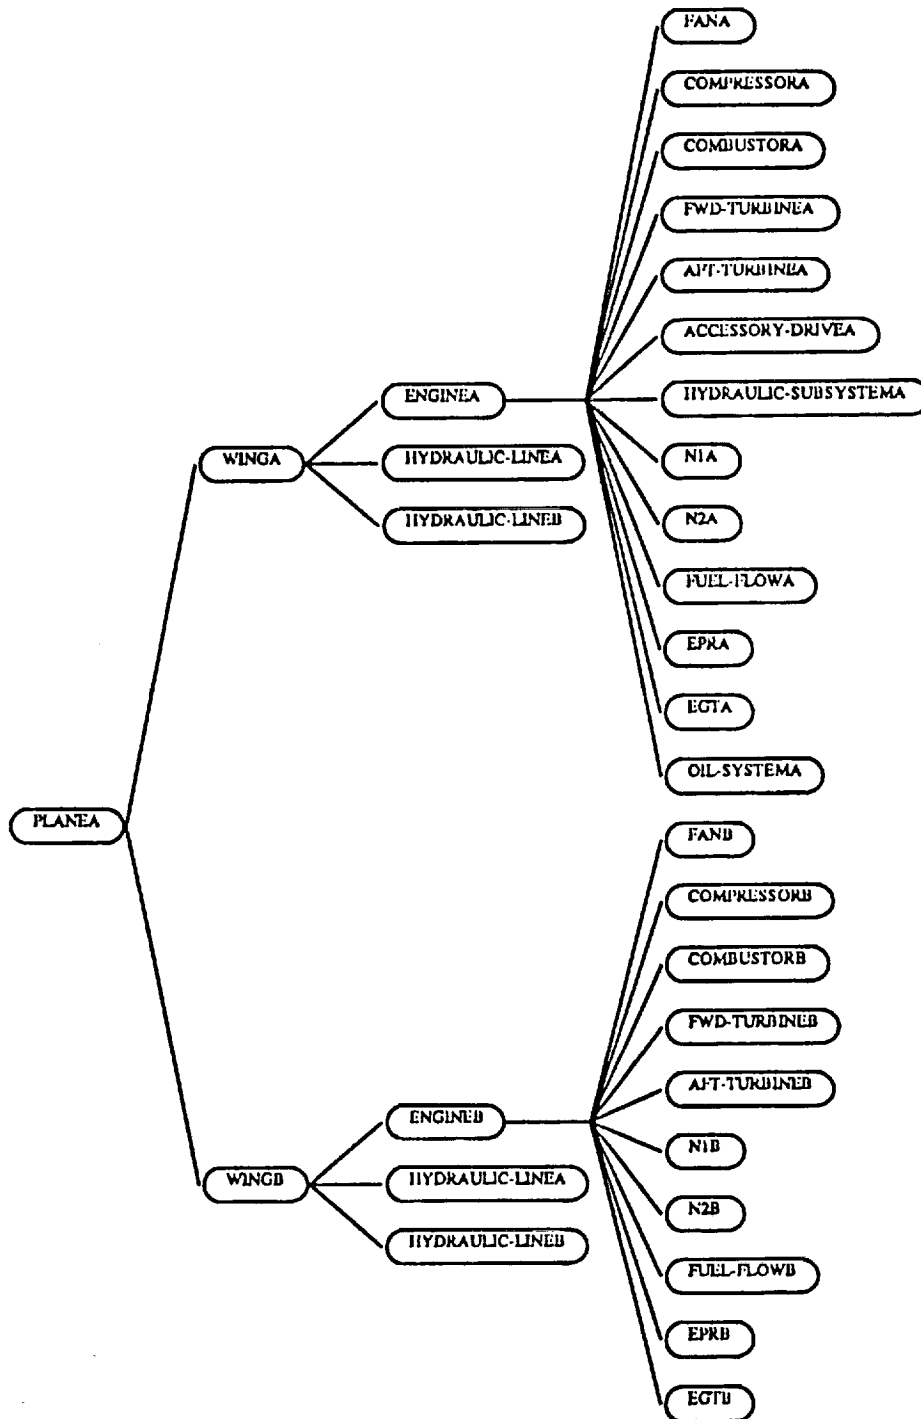 FANA
COMPRESSORA
COMBUSTORA
FWD-TURBINEA
AFT-TURBINEA
ACCESSORY-DRIVEA
ENGINEA
HYDRAULIC-SUBSYSTEMA
WINGA
HYDRAULIC-LINEA
N1A
HYDRAULIC-LINEB
N2A
FUEL-FLOWA
EPRA
EGTA
OIL-SYSTEMA
PLANEA
FANB
COMPRESSORB
COMBUSTORB
FWD-TURBINEB
AFT-TURBINEB
ENGINEB
N1B
WINGB
HYDRAULIC-LINEA
N2B
HYDRAULIC-LINEB
FUEL-FLOWB
EPRB
EGTB